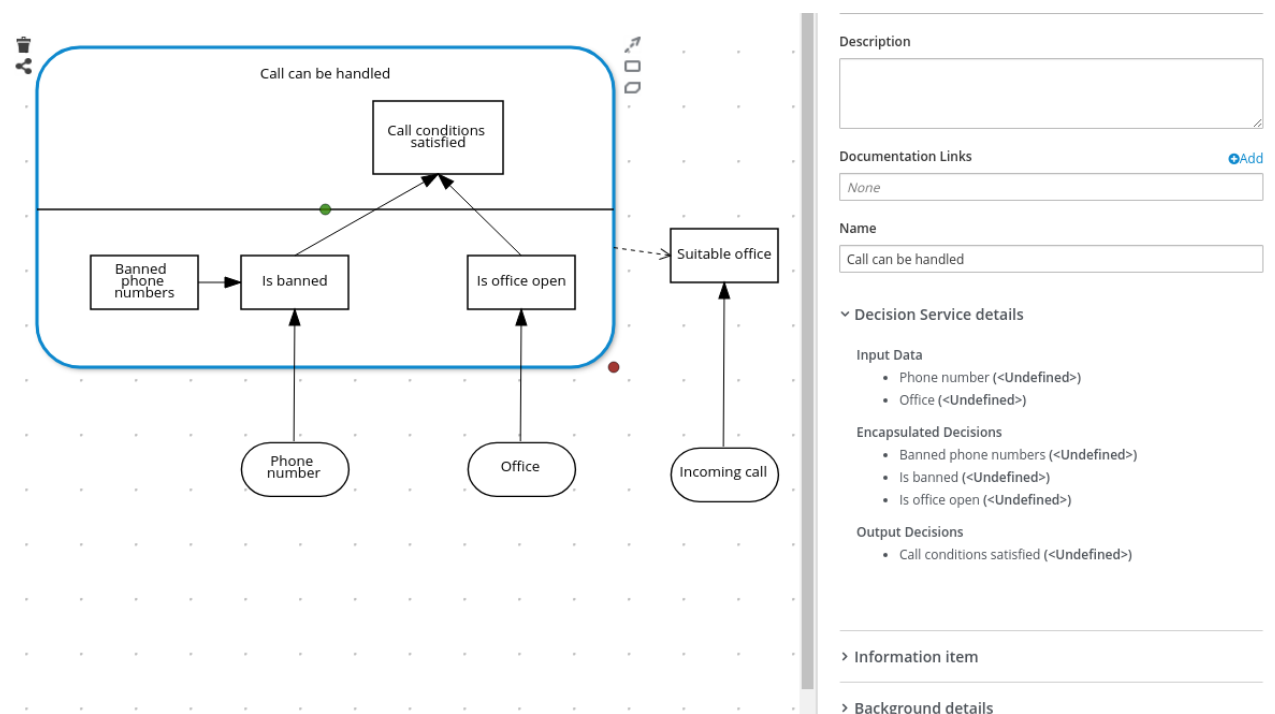 Call can be handled
Call conditions
satisfied
Banned
phone
numbers
Is banned
Is office open
Suitable office
Phone
number
Office
Incoming call
Description
Documentation Links
Add
None
Name
Call can be handled
Decision Service details
Input Data
Phone number (<Undefined>)
Office (<Undefined>)
Encapsulated Decisions
Banned phone numbers (<Undefined>)
Is banned (<Undefined>)
Is office open (<Undefined>)
Output Decisions
Call conditions satisfied (<Undefined>)
Information item
Background details